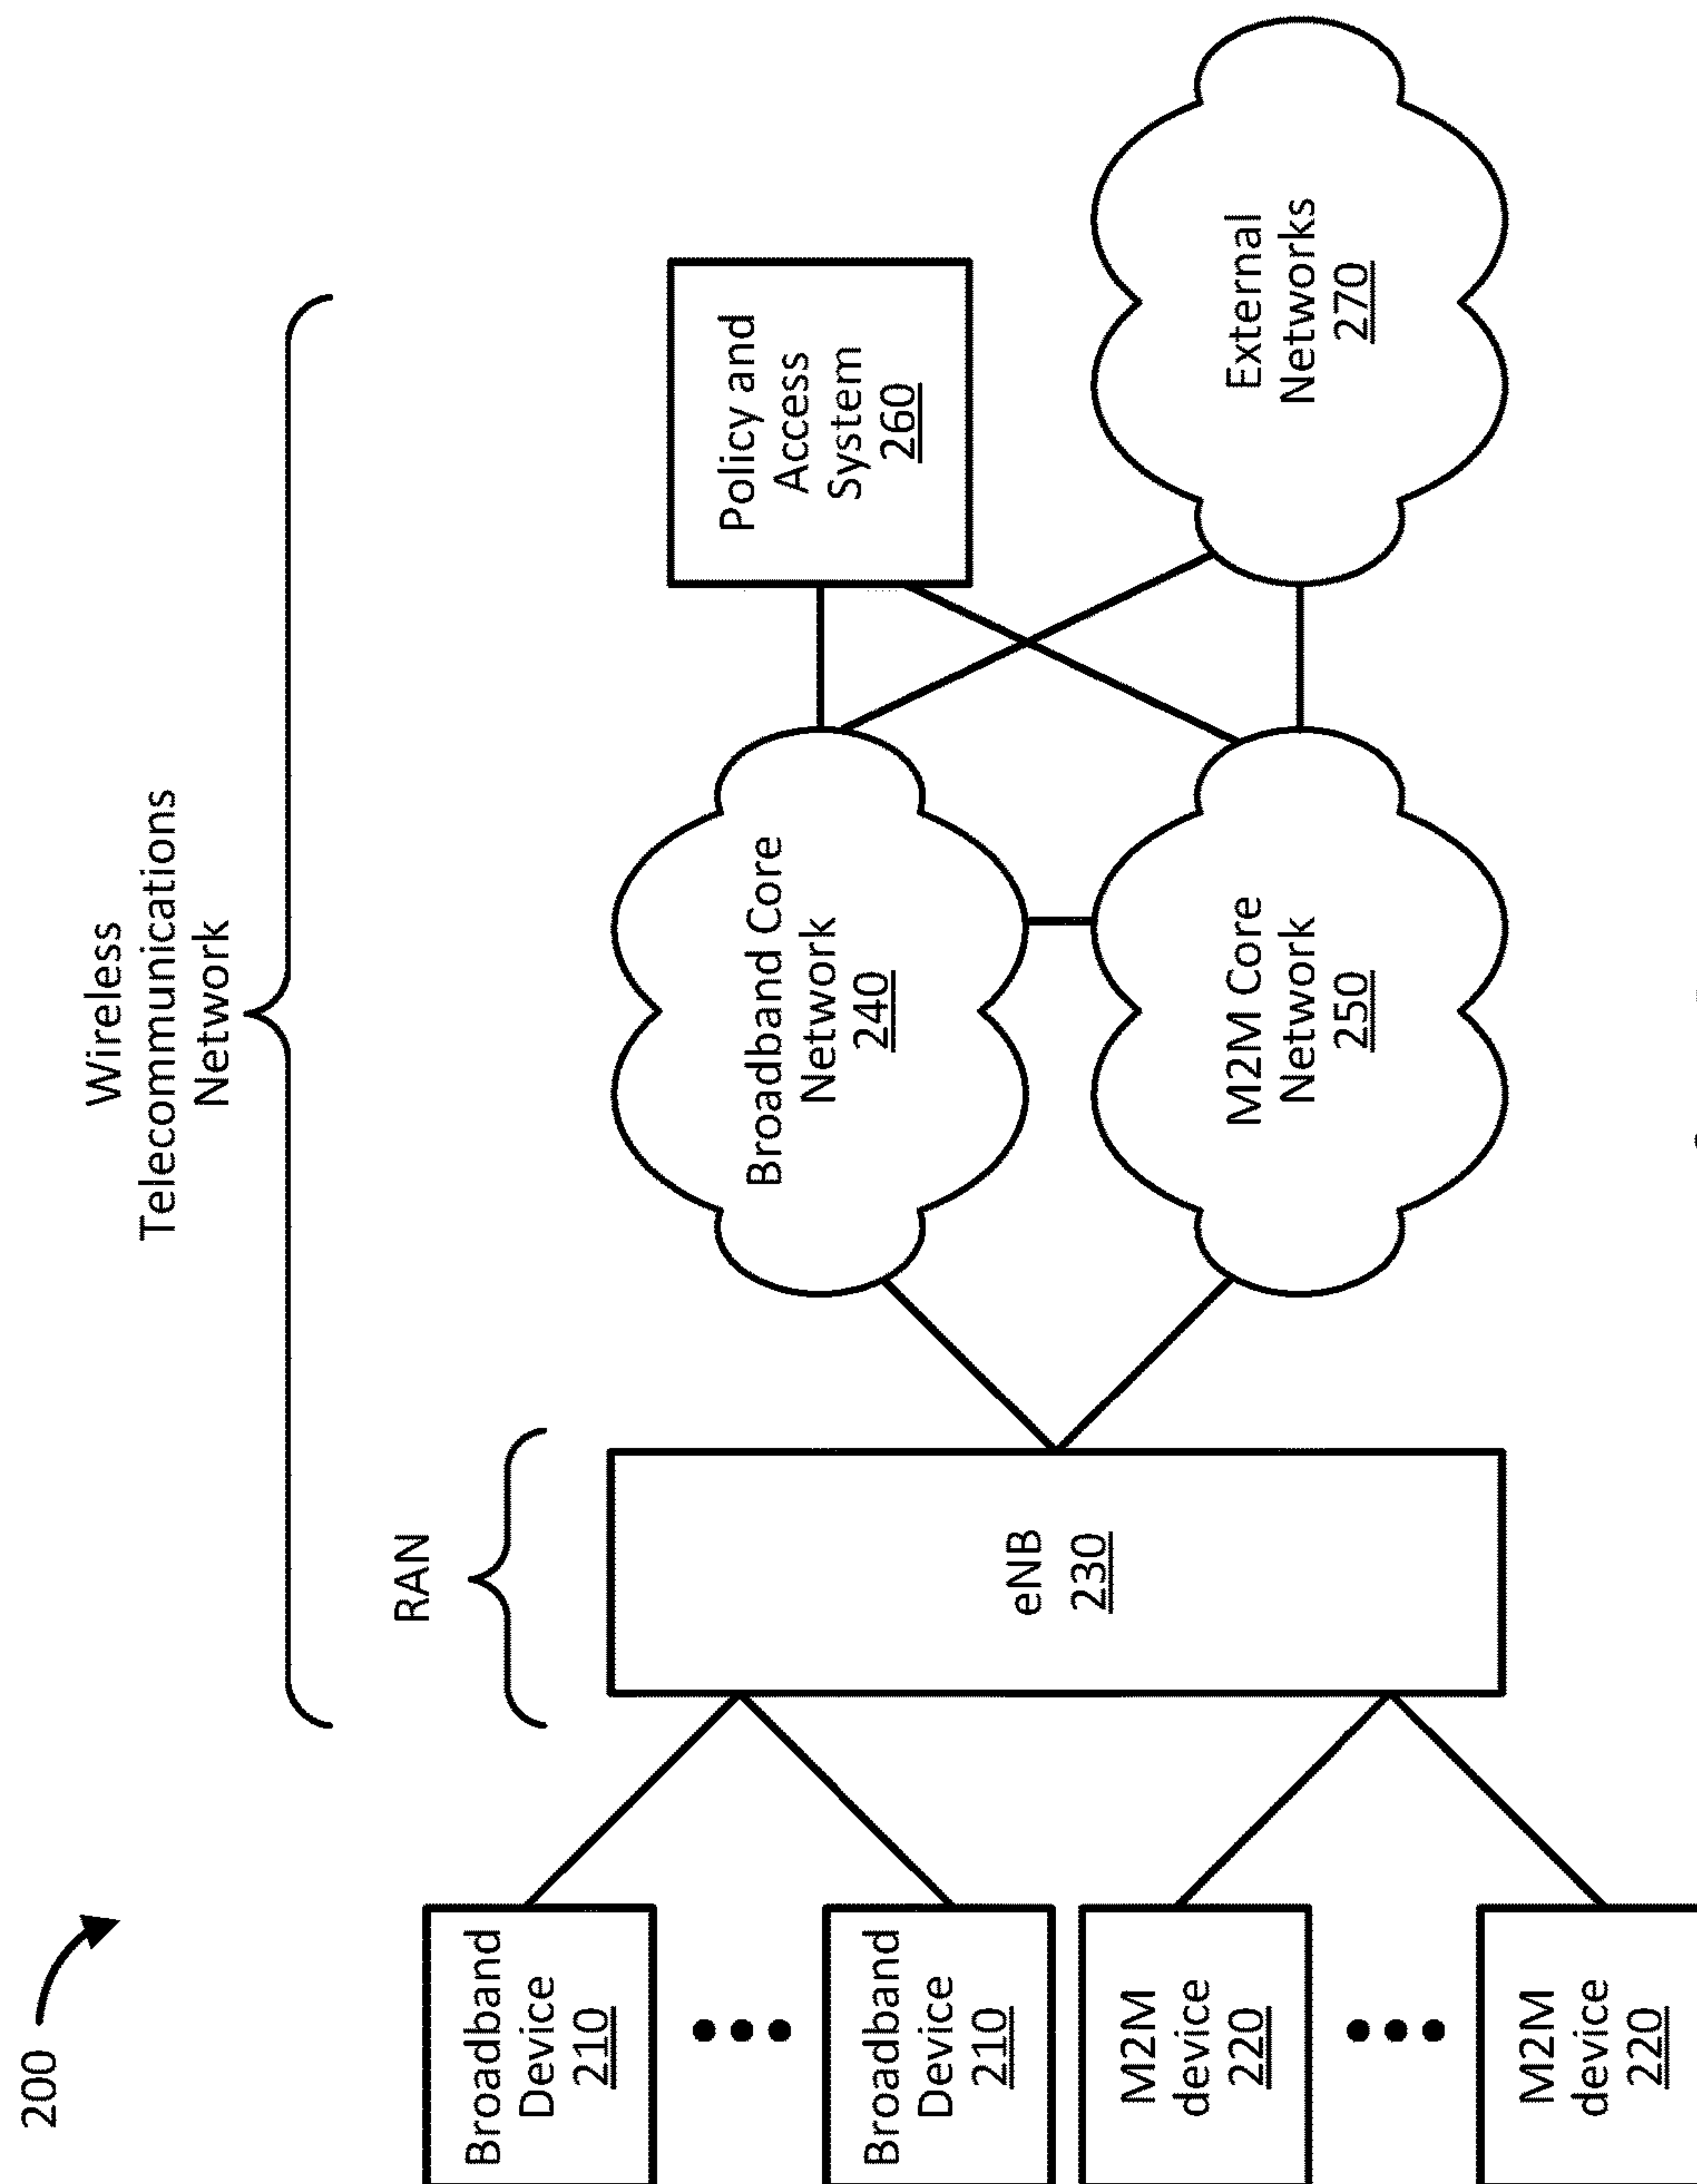 200
Wireless
Telecommunications
Network
RAN
Broadband
Device
210
Broadband
Device
210
M2M
device
220
M2M
device
220
eNB
230
Broadband Core
Network
240
M2M Core
Network
250
Policy and
Access
System
260
External
Networks
270